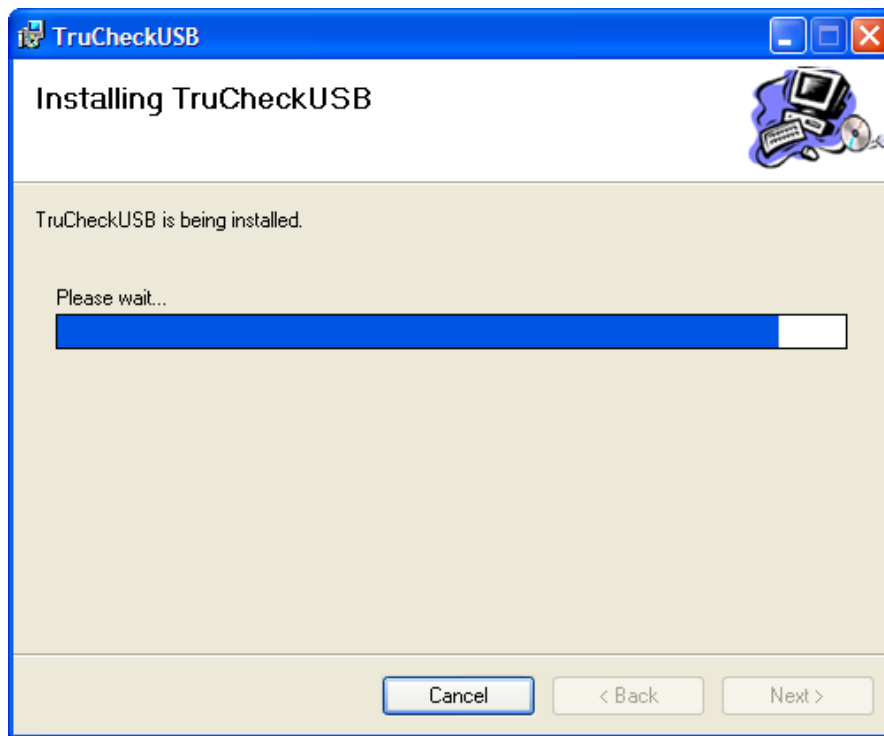 TruCheckUSB
Installing TruCheckUSB
TruCheckUSB is being installed.
Please wait...
Cancel
< Back
Next >